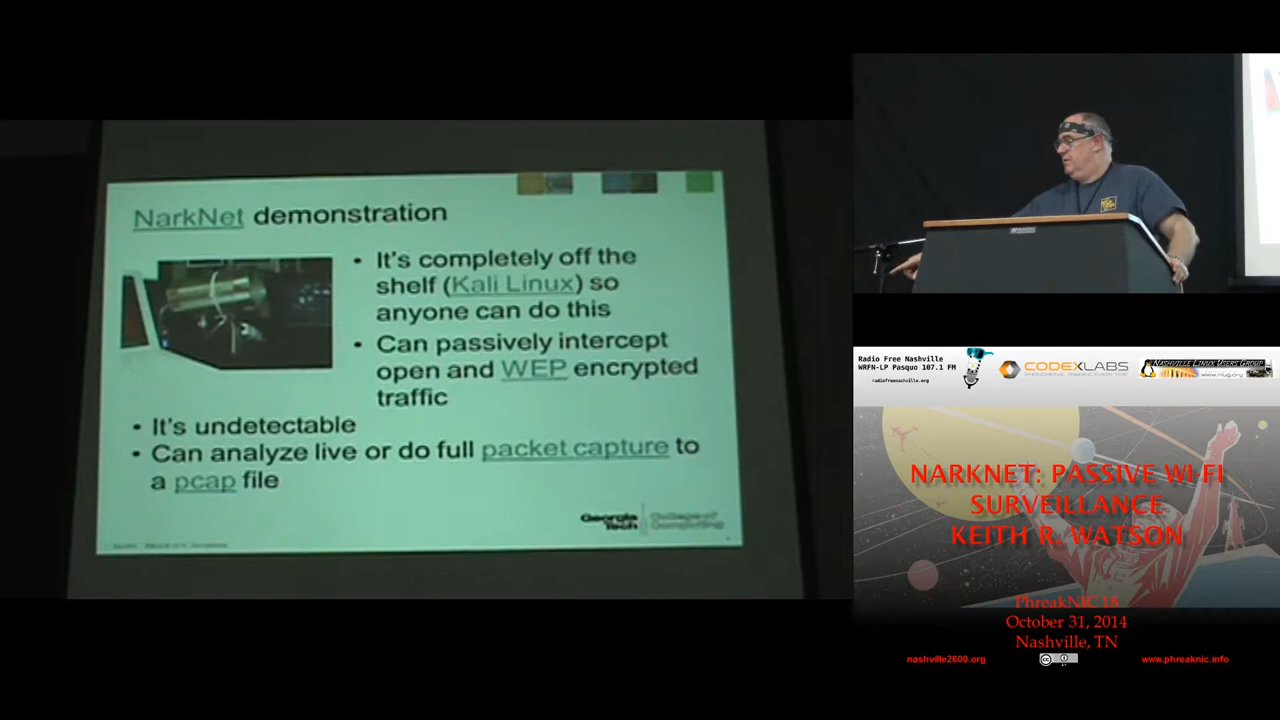 NarkNet demonstration
• It's completely off the
shelf (Kali Linux) so
anyone can do this
• Can passively intercept
open and WEP encrypted
traffic
• It's undetectable
• Can analyze live or do full packet capture to
a pcap file
Georgia
Tech
College of
Computing
Radio Free Nashville
WRFN-LP Pasquo 107.1 FM
radiofreenashville.org
CODEXLABS
NASHVILLE LINUX USERS GROUP
www.nlug.org
NARKNET: PASSIVE WI-FI
SURVEILLANCE
KEITH R. WATSON
PhreakNIC 18
October 31, 2014
Nashville, TN
nashville2600.org
www.phreaknic.info